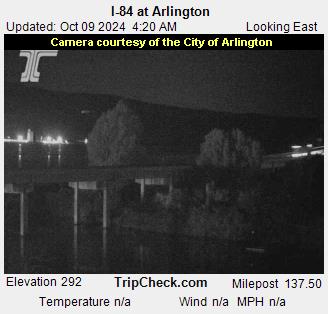 I-84 at Arlington
Updated: Oct 09 2024 4:20 AM Looking East
Camera courtesy of the City of Arlington
Elevation 292 TripCheck.com Milepost 137.50
Temperature n/a Wind n/a MPH n/a